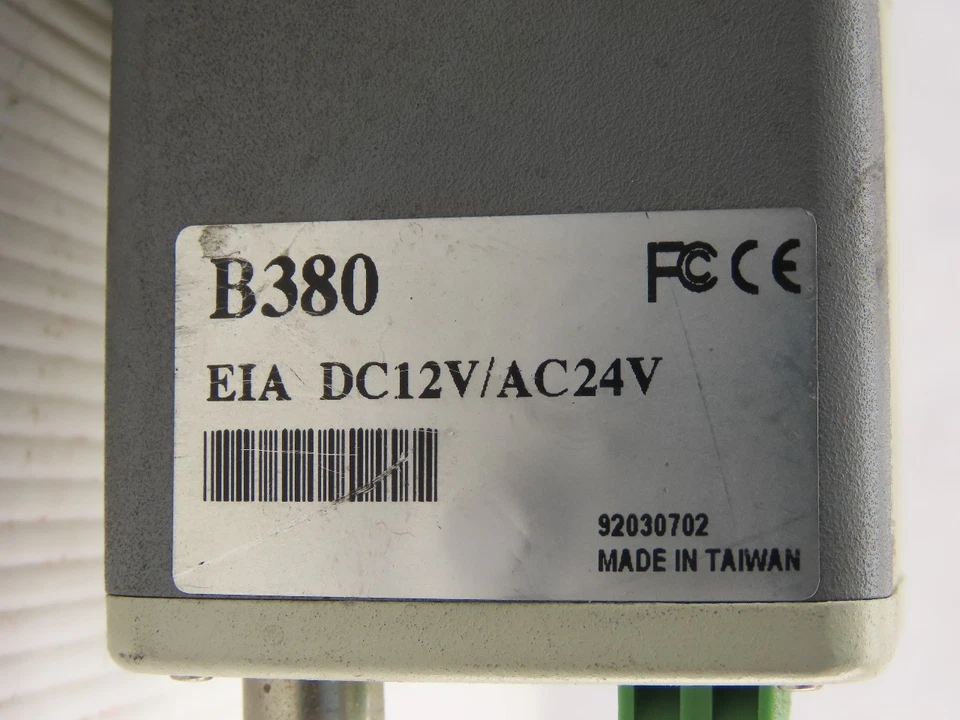 B380
FC CE
EIA DC12V/AC24V
92030702
MADE IN TAIWAN